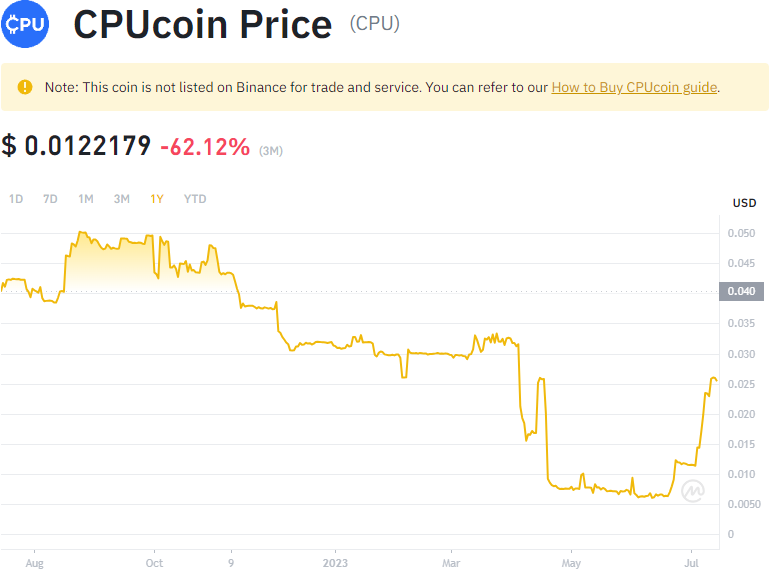 CPU
CPUcoin Price (CPU)
Note: This coin is not listed on Binance for trade and service. You can refer to our How to Buy CPUcoin guide.
$ 0.0122179 -62.12% (3M)
1D 7D 1M 3M 1Y YTD
USD
0.050
0.045
0.040
0.035
0.030
0.025
0.020
0.015
0.010
0.0050
0
Aug Oct 9 2023 Mar May Jul